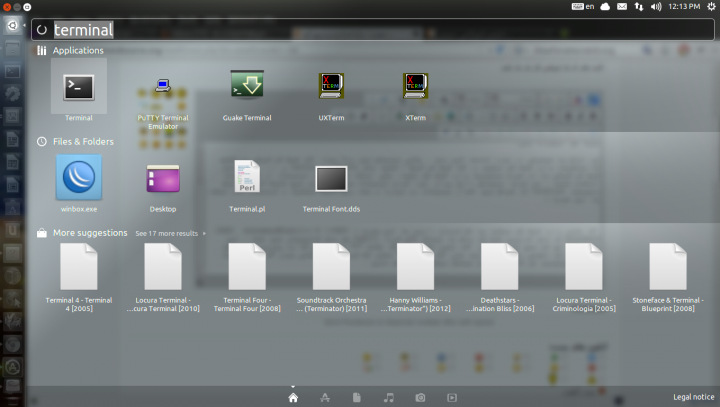 en
12:13 PM
terminal
Applications
Terminal
PuTTY Terminal
Emulator
Guake Terminal
UXTerm
XTerm
Files & Folders
winbox.exe
Desktop
Terminal.pl
Terminal Font.dds
More suggestions
See 17 more results
Terminal 4 - Terminal
4 [2005]
Locura Terminal -
...cura Terminal [2010]
Terminal Four -
Terminal Four [2008]
Soundtrack Orchestra
... (Terminator) [2011]
Hanny Williams -
..."Terminator") [2012]
Deathstars -
...ination Bliss [2006]
Locura Terminal -
Criminologia [2005]
Stoneface & Terminal -
Blueprint [2008]
Legal notice